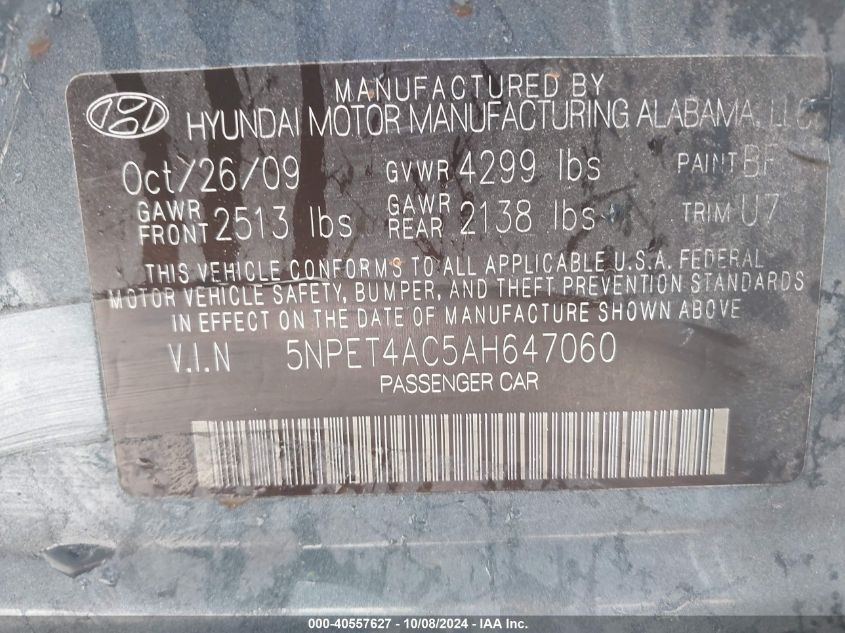 MANUFACTURED BY
HYUNDAI MOTOR MANUFACTURING ALABAMA, LLC
Oct/26/09 GVWR 4299 lbs PAINT BF
GAWR FRONT 2513 lbs GAWR REAR 2138 lbs TRIM U7
THIS VEHICLE CONFORMS TO ALL APPLICABLE U.S.A. FEDERAL
MOTOR VEHICLE SAFETY, BUMPER, AND THEFT PREVENTION STANDARDS
IN EFFECT ON THE DATE OF MANUFACTURE SHOWN ABOVE
V.I.N 5NPET4AC5AH647060
PASSENGER CAR
000-40557627 - 10/08/2024 - IAA Inc.